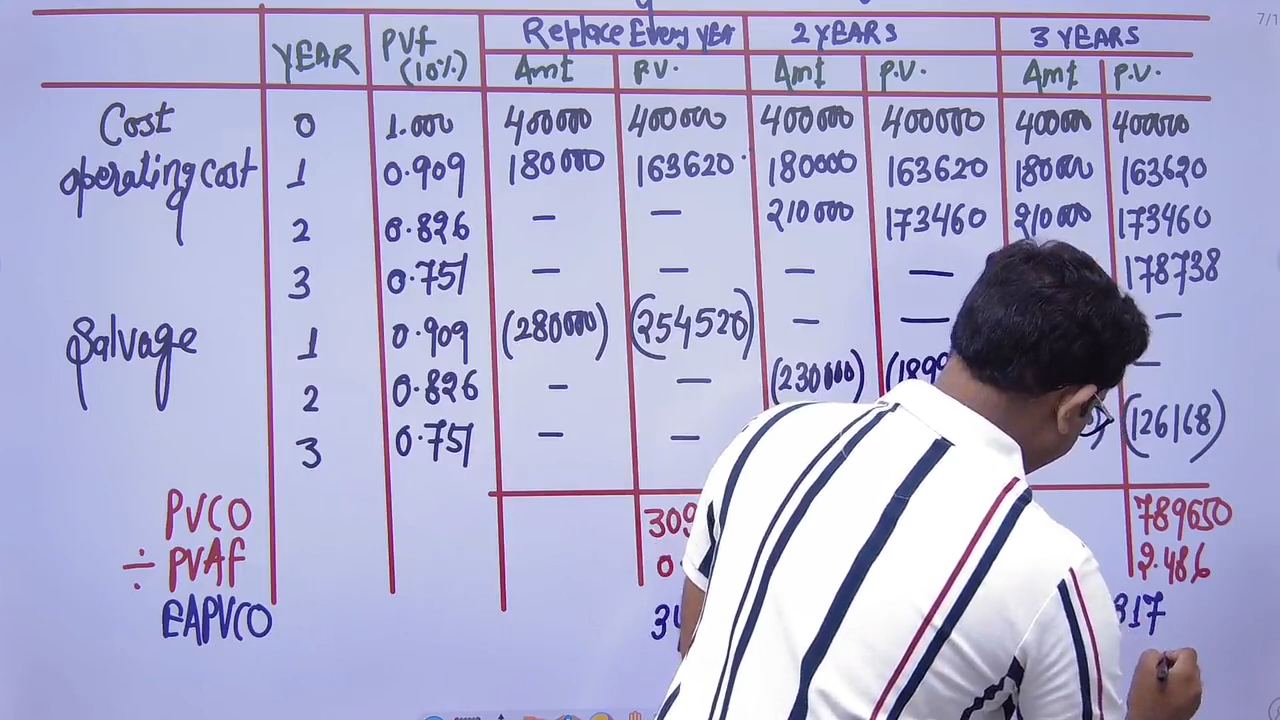 Replace Every year 2 YEARS 3 YEARS
YEAR PVf (10%) Amt P.V. Amt P.V. Amt P.V.
Cost 0 1.000 400000 400000 400000 400000 400000 400000
operating cost 1 0.909 180000 163620 180000 163620 180000 163620
2 0.826 — — 210000 173460 210000 173460
3 0.751 — — — — 178738
Salvage 1 0.909 (280000) (254520) — — —
2 0.826 — — (230000) —
3 0.751 — — (126168)
PVCO 789650
÷ PVAf 2.486
EAPVCO